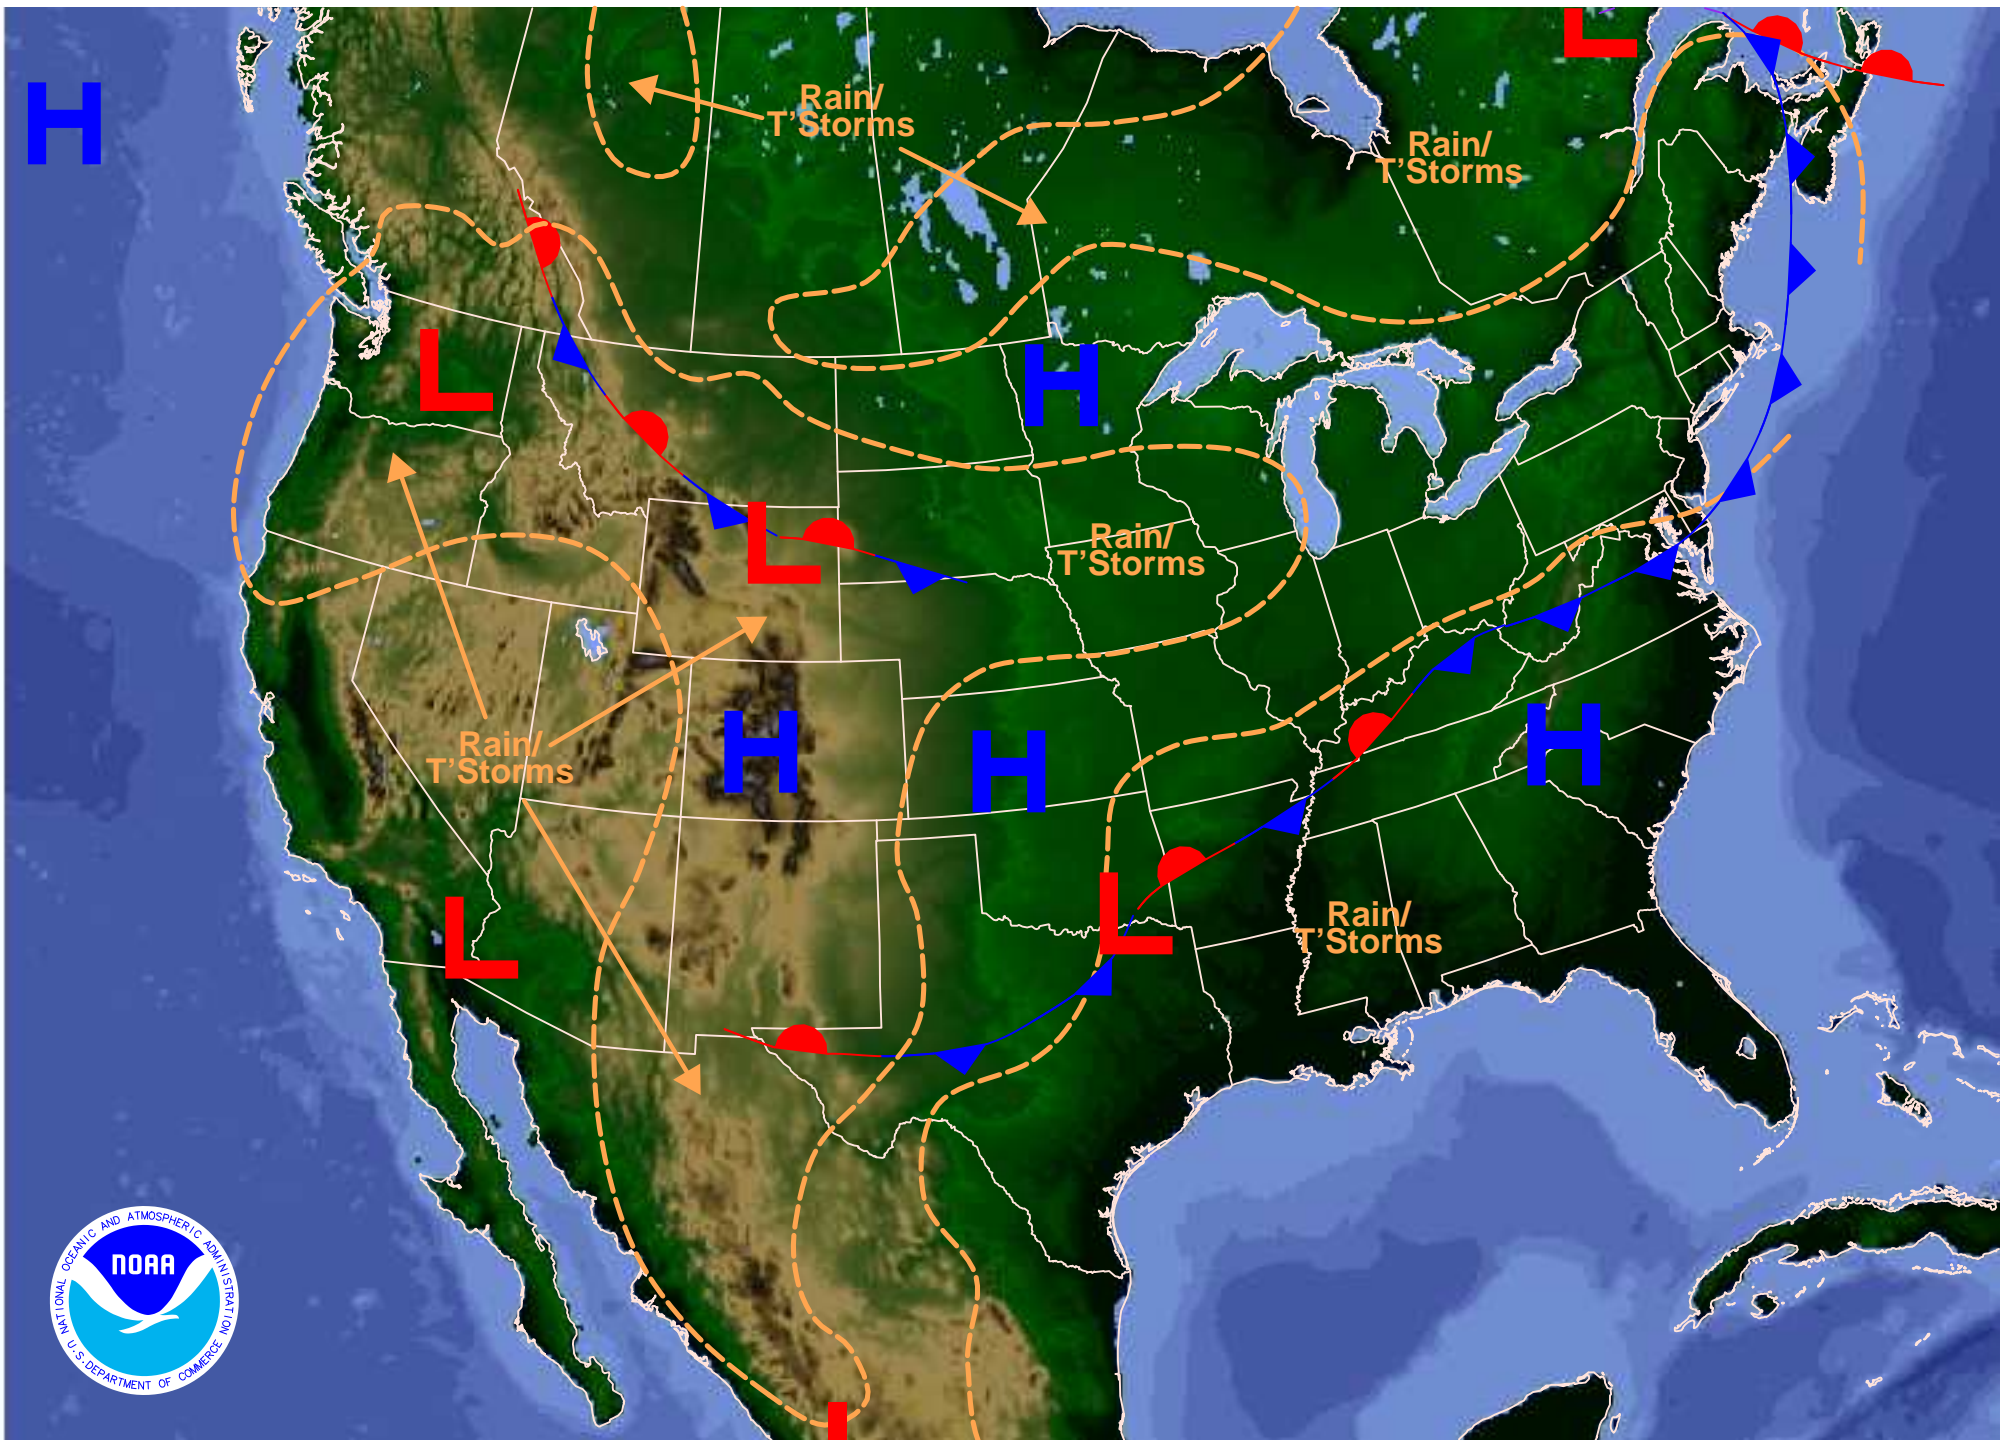 H
L
Rain/
T'Storms
Rain/
T'Storms
L
H
L
Rain/
T'Storms
Rain/
T'Storms
H
H
H
L
L
Rain/
T'Storms
NATIONAL OCEANIC AND ATMOSPHERIC ADMINISTRATION
NOAA
U.S. DEPARTMENT OF COMMERCE